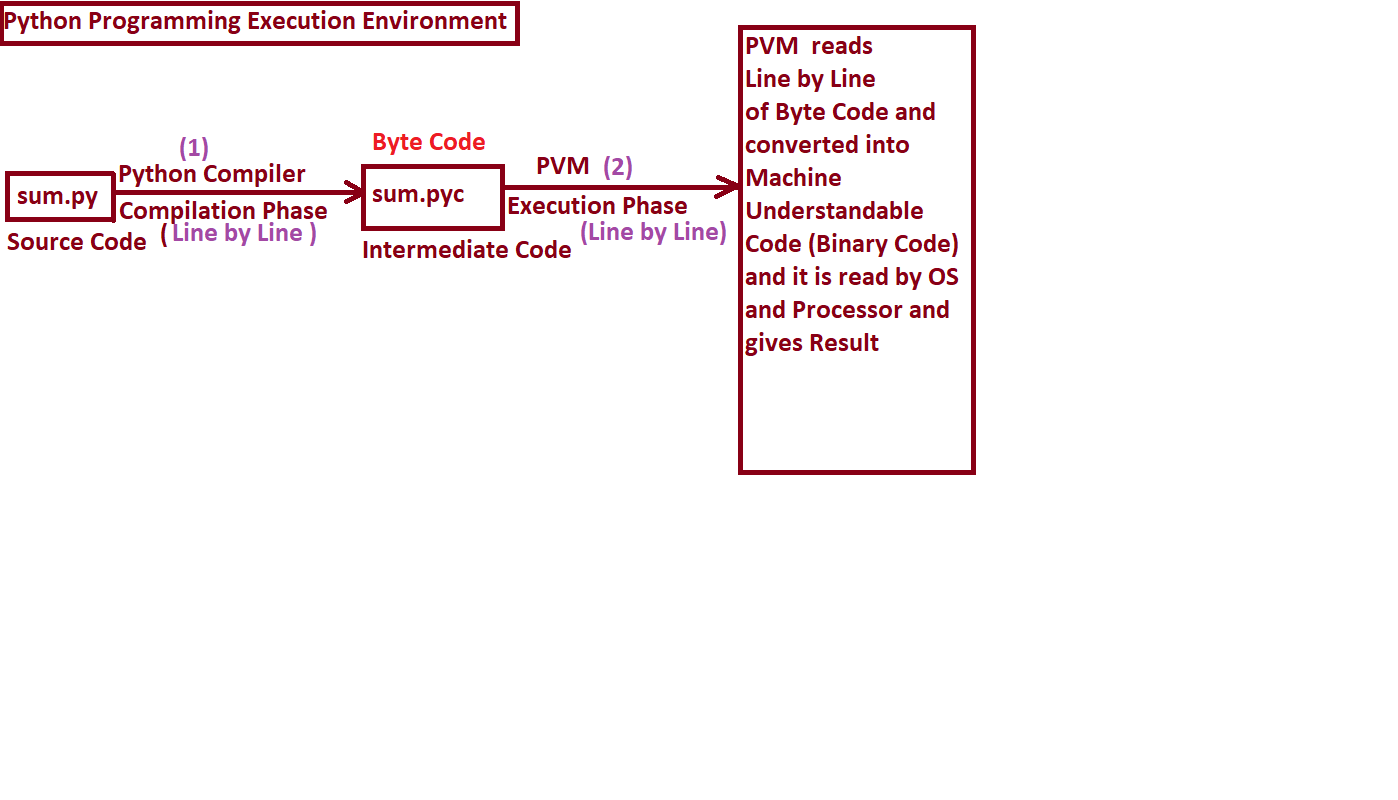 Python Programming Execution Environment
(1)
Python Compiler
sum.py
Compilation Phase
Source Code
( Line by Line )
Byte Code
sum.pyc
Intermediate Code
PVM (2)
Execution Phase
(Line by Line)
PVM reads
Line by Line
of Byte Code and
converted into
Machine
Understandable
Code (Binary Code)
and it is read by OS
and Processor and
gives Result